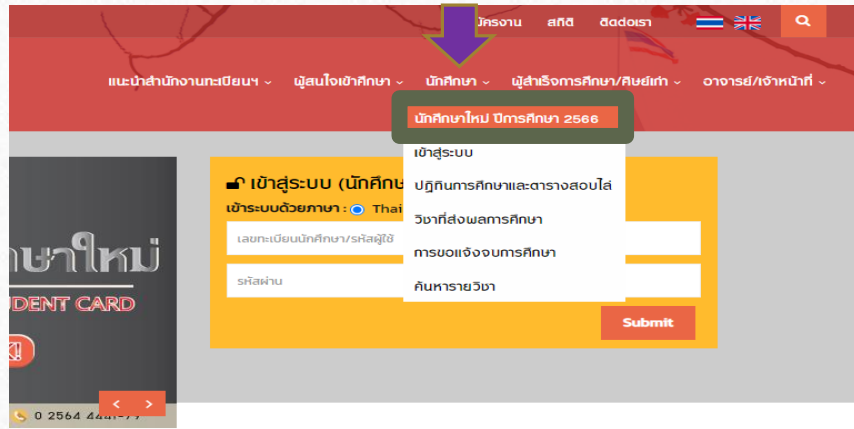 สถิติ ติดต่อเรา
แนะนำสำนักงานทะเบียนฯ ผู้สนใจเข้าศึกษา นักศึกษา ผู้สำเร็จการศึกษา/ศิษย์เก่า อาจารย์/เจ้าหน้าที่
นักศึกษาใหม่ ปีการศึกษา 2566
เข้าสู่ระบบ
ปฏิทินการศึกษาและตารางสอบไล่
วิชาที่ส่งผลการศึกษา
การขอแจ้งจบการศึกษา
ค้นหารายวิชา
เข้าสู่ระบบ (นักศึกษ
เข้าระบบด้วยภาษา : Thai
เลขทะเบียนนักศึกษา/รหัสผู้ใช้
รหัสผ่าน
Submit
ษาใหม่
DENT CARD
0 2564 4441-79